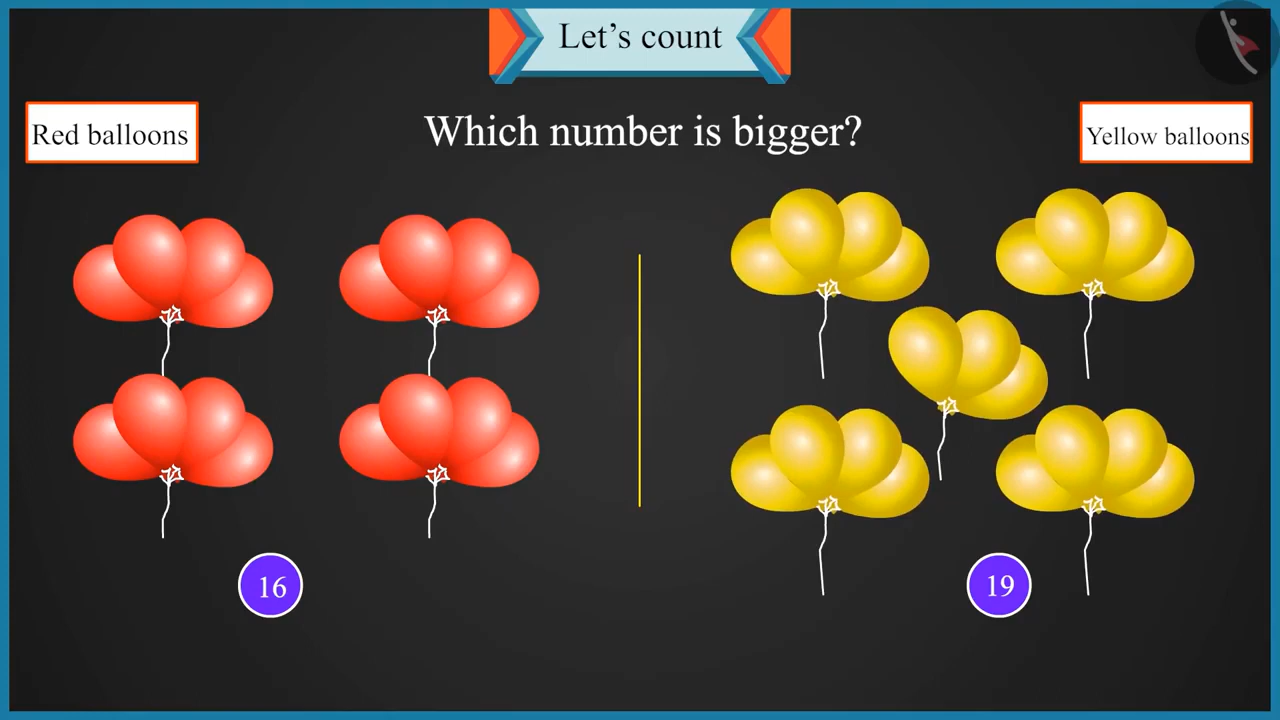 Let’s count
Red balloons
Which number is bigger?
Yellow balloons
16
19